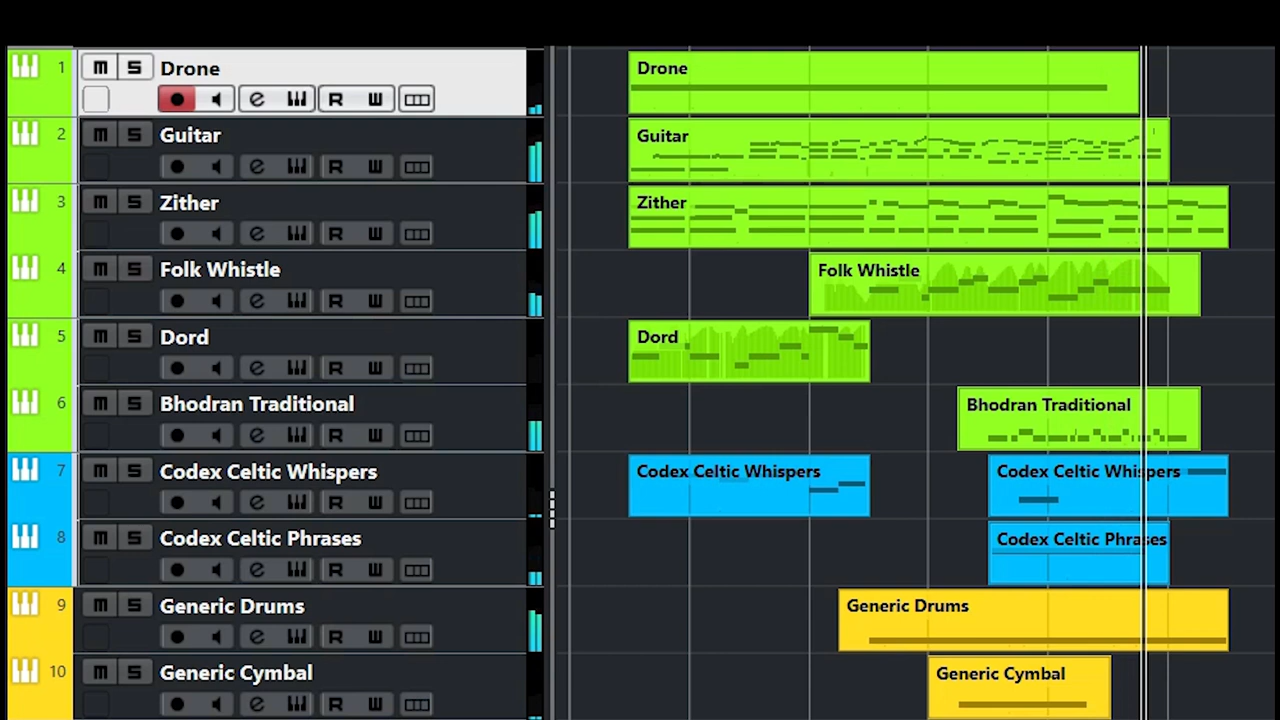 1 M S Drone Drone
R W
2 M S Guitar Guitar
R W
3 M S Zither Zither
R W
4 M S Folk Whistle Folk Whistle
R W
5 M S Dord Dord
R W
6 M S Bhodran Traditional Bhodran Traditional
R W
7 M S Codex Celtic Whispers Codex Celtic Whispers Codex Celtic Whispers
R W
8 M S Codex Celtic Phrases Codex Celtic Phrases
R W
9 M S Generic Drums Generic Drums
R W
10 M S Generic Cymbal Generic Cymbal
R W